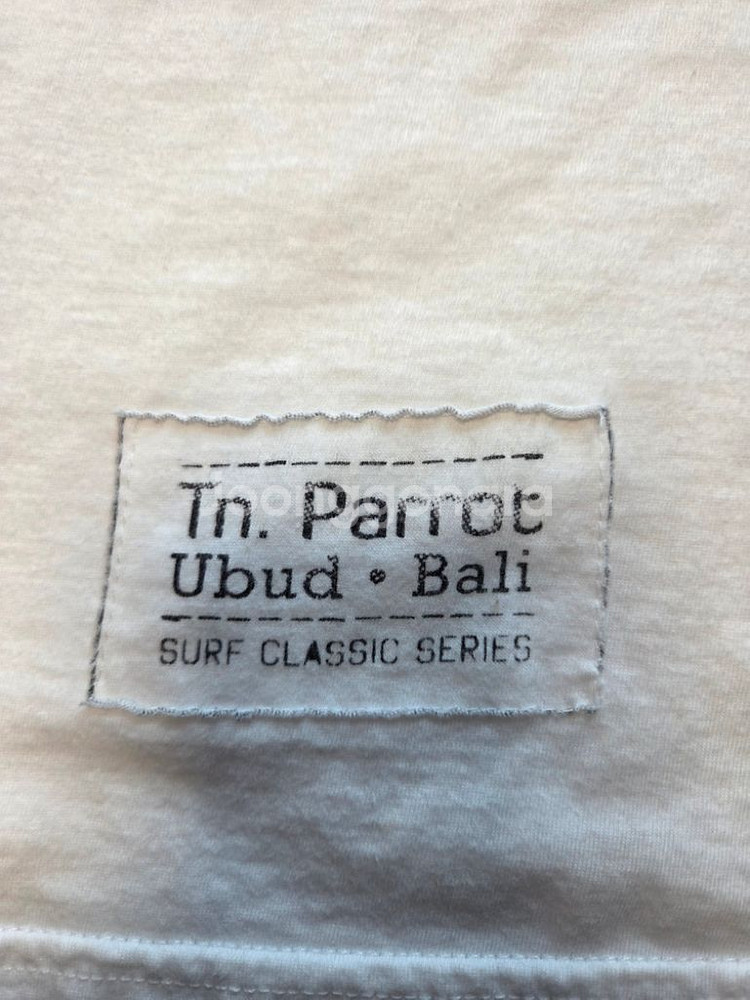 Tn. Parrot
Ubud • Bali
SURF CLASSIC SERIES